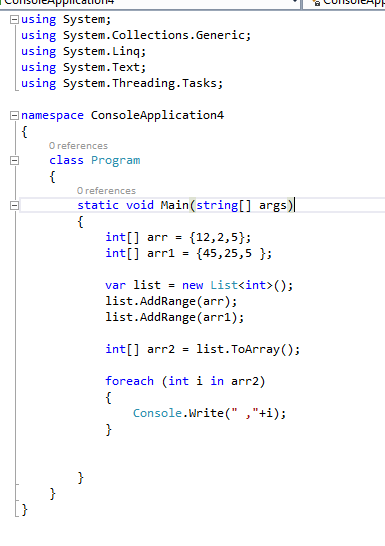 ConsoleApplication4
using System;
using System.Collections.Generic;
using System.Linq;
using System.Text;
using System.Threading.Tasks;
namespace ConsoleApplication4
{
0 references
class Program
{
0 references
static void Main(string[] args)
{
int[] arr = {12,2,5};
int[] arr1 = {45,25,5 };
var list = new List<int>();
list.AddRange(arr);
list.AddRange(arr1);
int[] arr2 = list.ToArray();
foreach (int i in arr2)
{
Console.Write(" ,"+i);
}
}
}
}